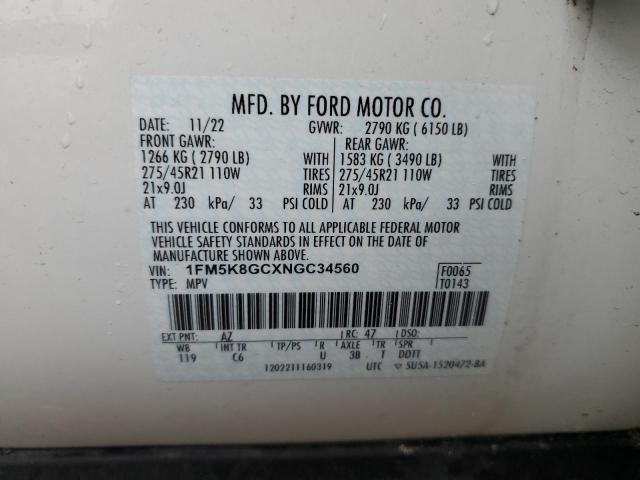 MFD. BY FORD MOTOR CO.
DATE: 11/22 GVWR: 2790 KG ( 6150 LB)
FRONT GAWR: REAR GAWR:
1266 KG ( 2790 LB) WITH 1583 KG ( 3490 LB) WITH
275/45R21 110W TIRES 275/45R21 110W TIRES
21x9.0J RIMS 21x9.0J RIMS
AT 230 kPa/ 33 PSI COLD AT 230 kPa/ 33 PSI COLD
THIS VEHICLE CONFORMS TO ALL APPLICABLE FEDERAL MOTOR
VEHICLE SAFETY STANDARDS IN EFFECT ON THE DATE OF
MANUFACTURE SHOWN ABOVE.
VIN: 1FM5K8GCXNGC34560 F0065
TYPE: MPV T0143
EXT PNT: AZ RC: 47 DSO:
WB INT TR TP/PS R AXLE TR SPR
119 C6 U 3B 1 DDTT
1202211160319 UTC ▽ 5U5A-1520472-BA